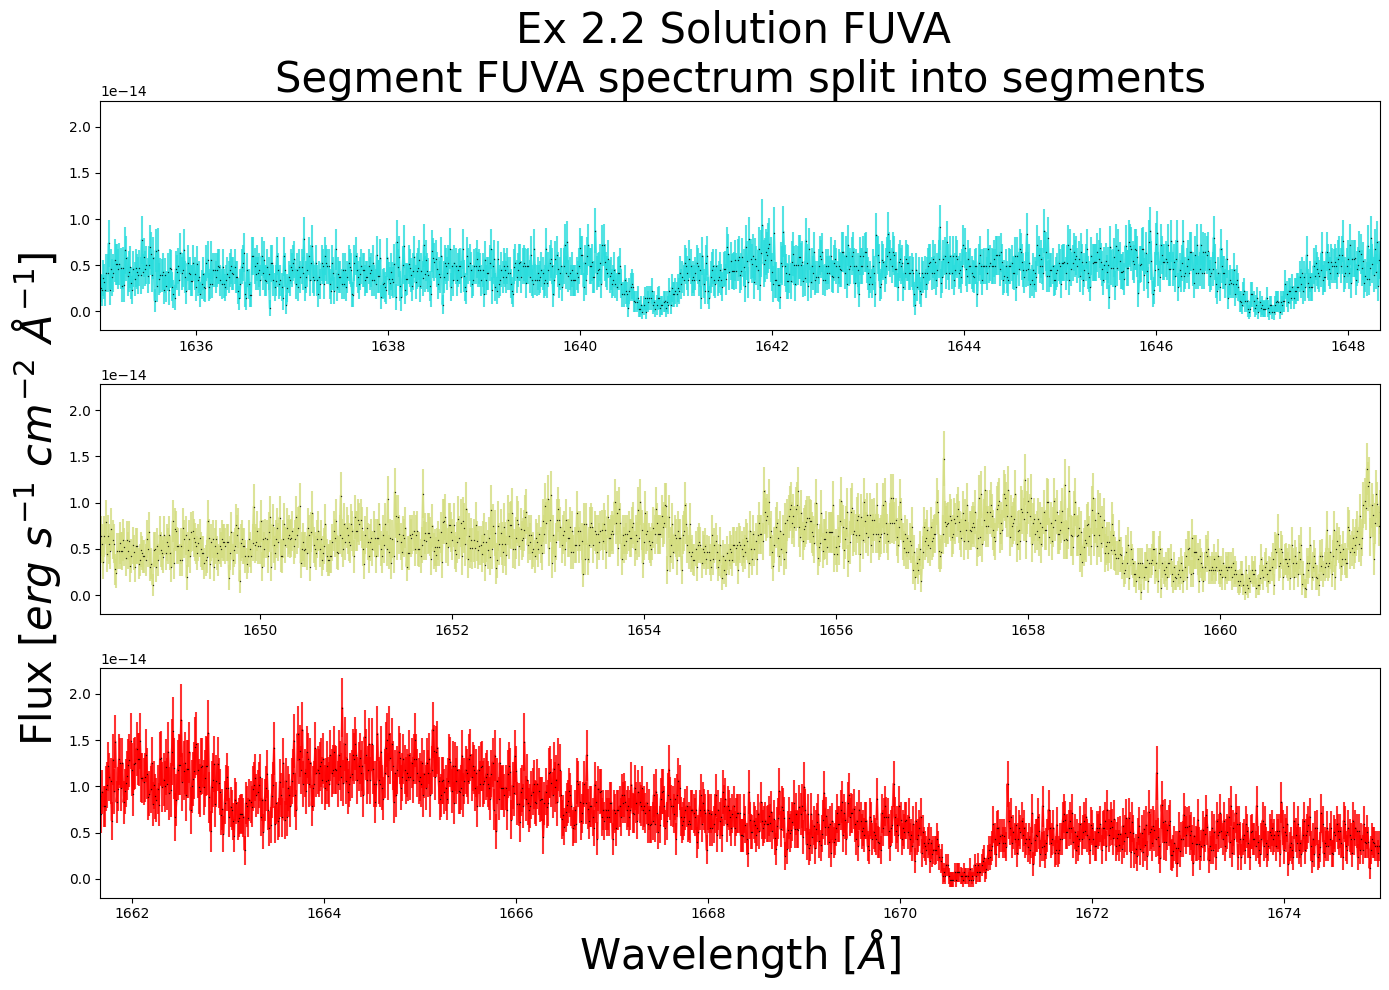 Ex 2.2 Solution FUVA
Segment FUVA spectrum split into segments
Flux [erg s⁻¹ cm⁻² Å⁻¹]
1e−14
2.0
1.5
1.0
0.5
0.0
1636 1638 1640 1642 1644 1646 1648
1e−14
2.0
1.5
1.0
0.5
0.0
1650 1652 1654 1656 1658 1660
1e−14
2.0
1.5
1.0
0.5
0.0
1662 1664 1666 1668 1670 1672 1674
Wavelength [Å]